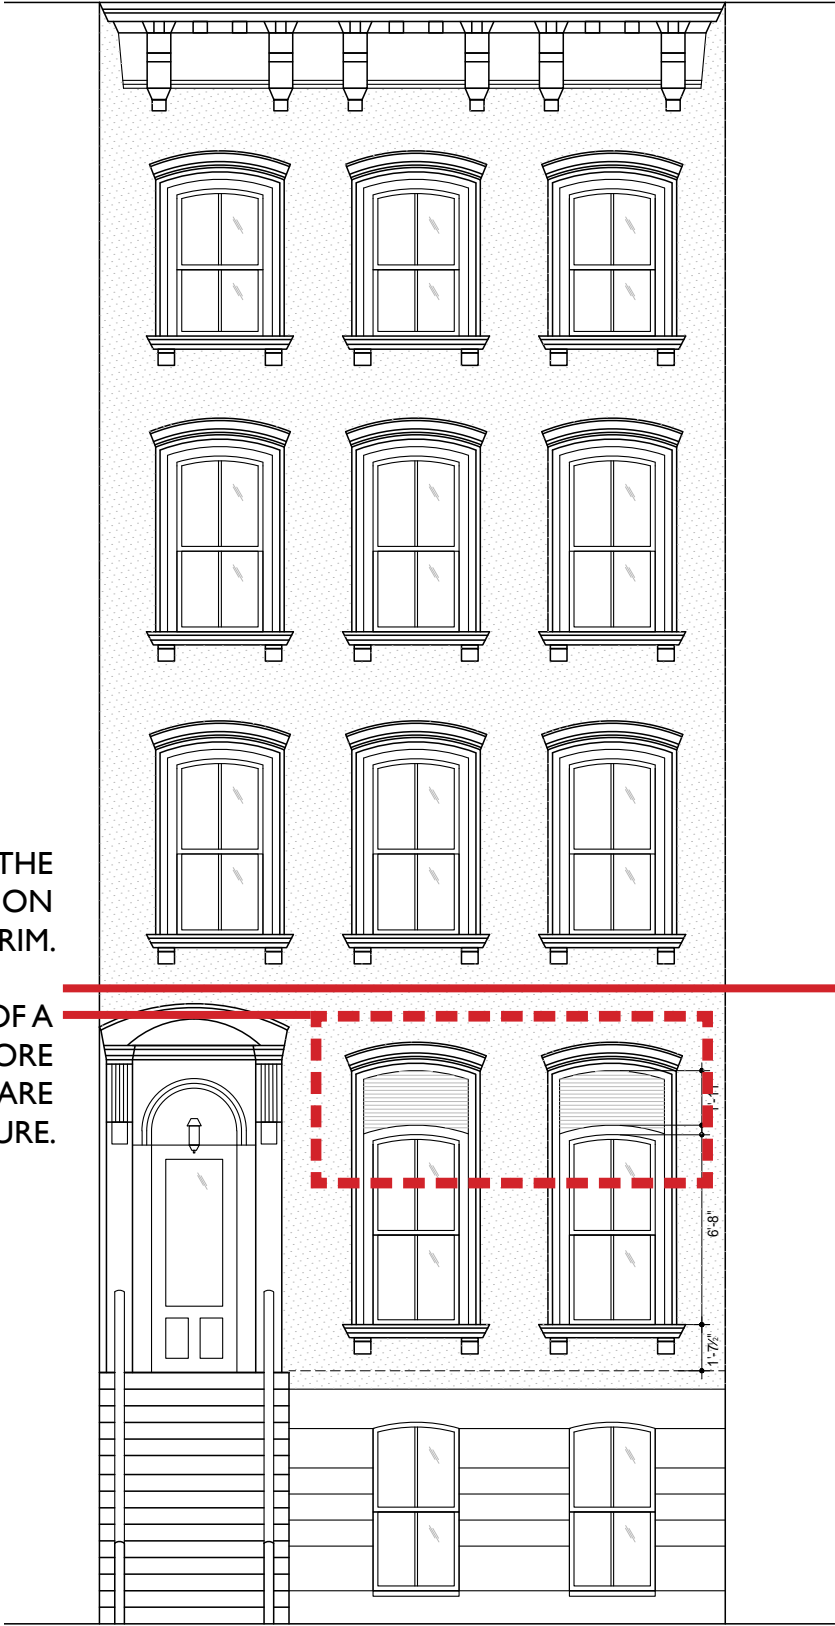 THE
ON
RIM.
OF A
ORE
ARE
URE.
6'-8"
1'-7½"